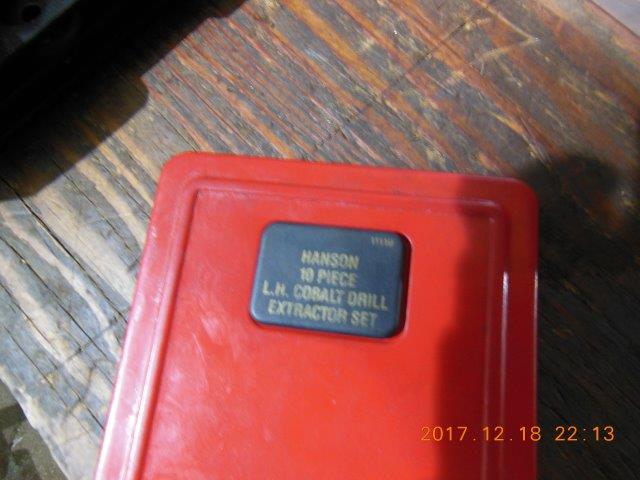 HANSON
10 PIECE
L.H. COBALT DRILL
EXTRACTOR SET
2017.12.18 22:13